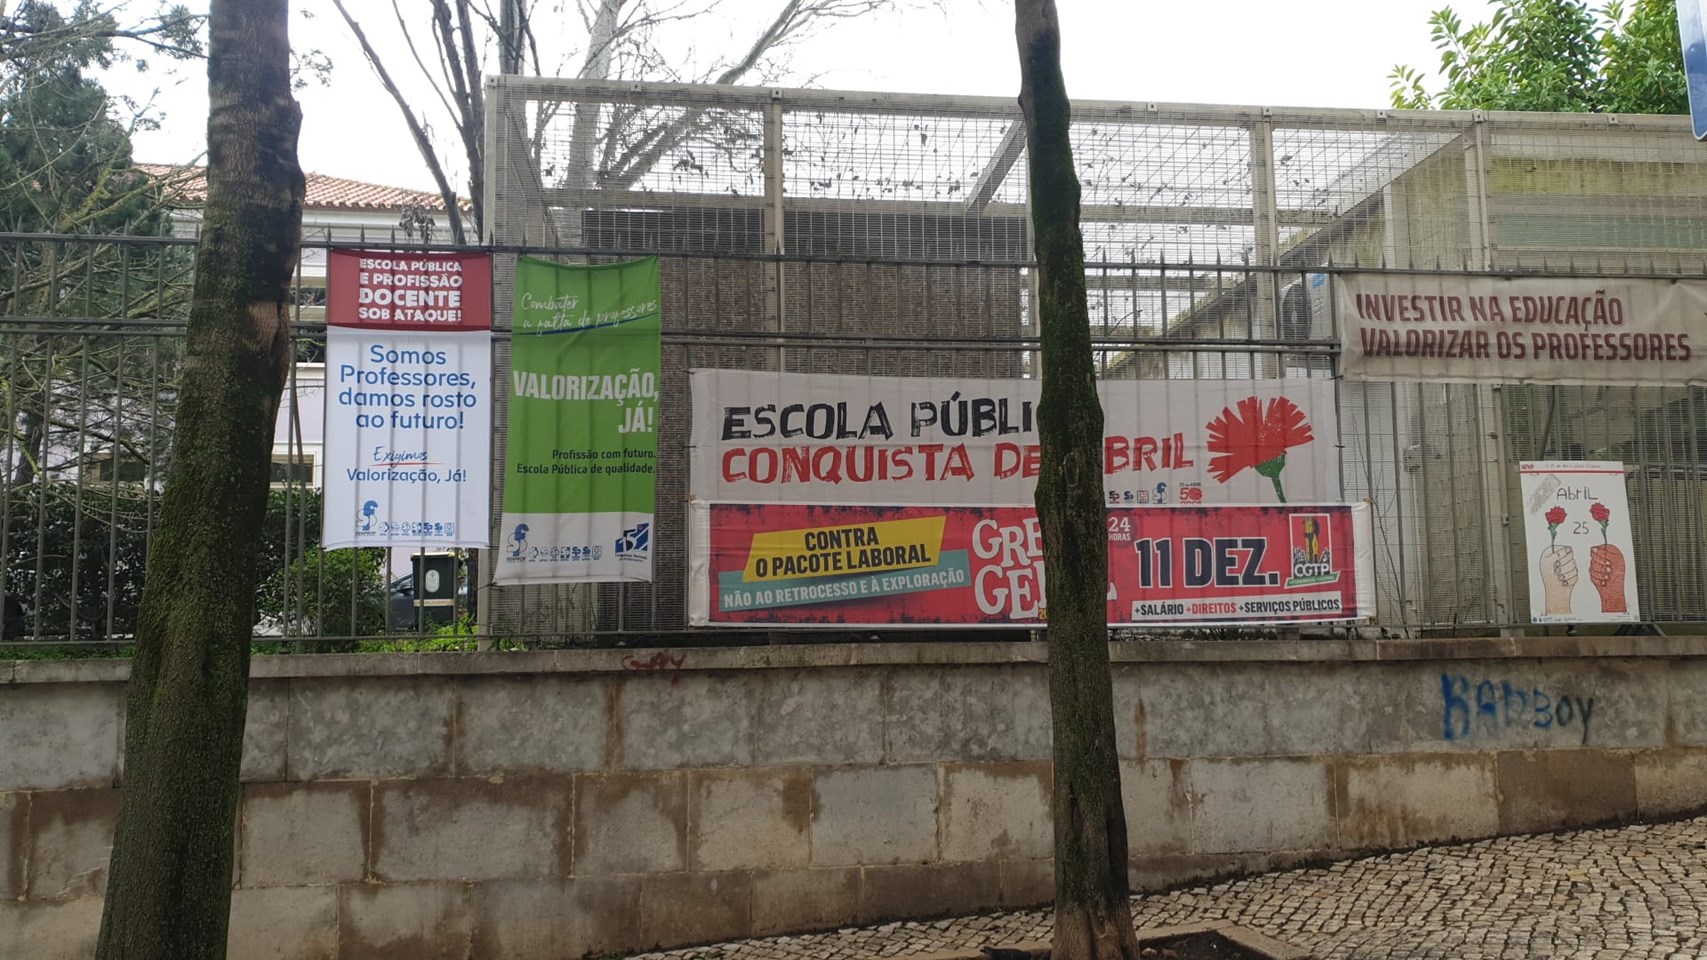 ESCOLA PÚBLICA
E PROFISSÃO
DOCENTE
SOB ATAQUE!
Somos
Professores,
damos rosto
ao futuro!
Exigimos
Valorização, Já!
FENPROF
Combater
a falta de professores
VALORIZAÇÃO,
JÁ!
Profissão com futuro.
Escola Pública de qualidade.
ESCOLA PÚBLI
CONQUISTA DE BRIL
50
CONTRA
O PACOTE LABORAL
NÃO AO RETROCESSO E À EXPLORAÇÃO
GRE
GE
24
HORAS
11 DEZ.
CGTP
+SALÁRIO +DIREITOS +SERVIÇOS PÚBLICOS
INVESTIR NA EDUCAÇÃO
VALORIZAR OS PROFESSORES
AbRIL
25
BADBOY